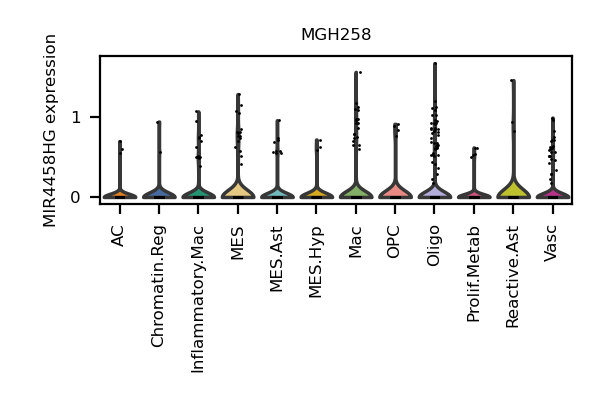 MGH258
MIR4458HG expression
1
0
AC
Chromatin.Reg
Inflammatory.Mac
MES
MES.Ast
MES.Hyp
Mac
OPC
Oligo
Prolif.Metab
Reactive.Ast
Vasc